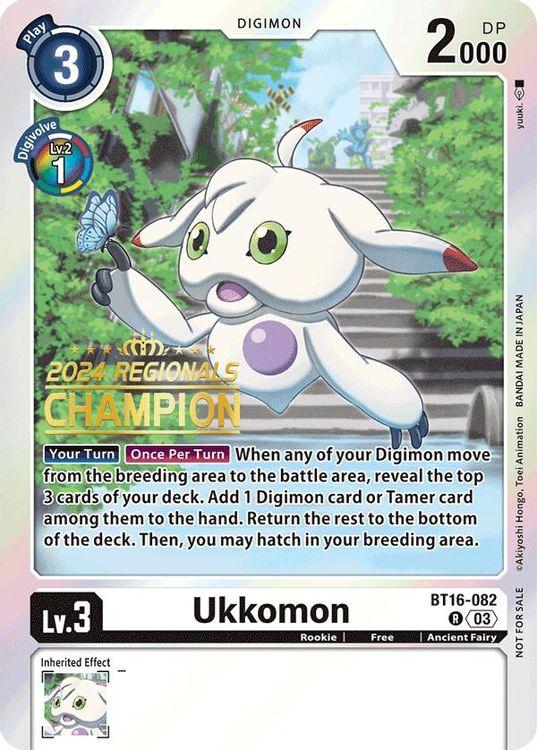 DIGIMON
Play
3
DP
2000
yuuki.
Digivolve
Lv.2
1
2024 REGIONALS
CHAMPION
Your Turn Once Per Turn When any of your Digimon move
from the breeding area to the battle area, reveal the top
3 cards of your deck. Add 1 Digimon card or Tamer card
among them to the hand. Return the rest to the bottom
of the deck. Then, you may hatch in your breeding area.
©Akiyoshi Hongo, Toei Animation BANDAI MADE IN JAPAN
NOT FOR SALE
Lv.3
Ukkomon
BT16-082
R 03
Rookie | Free | Ancient Fairy
Inherited Effect
–